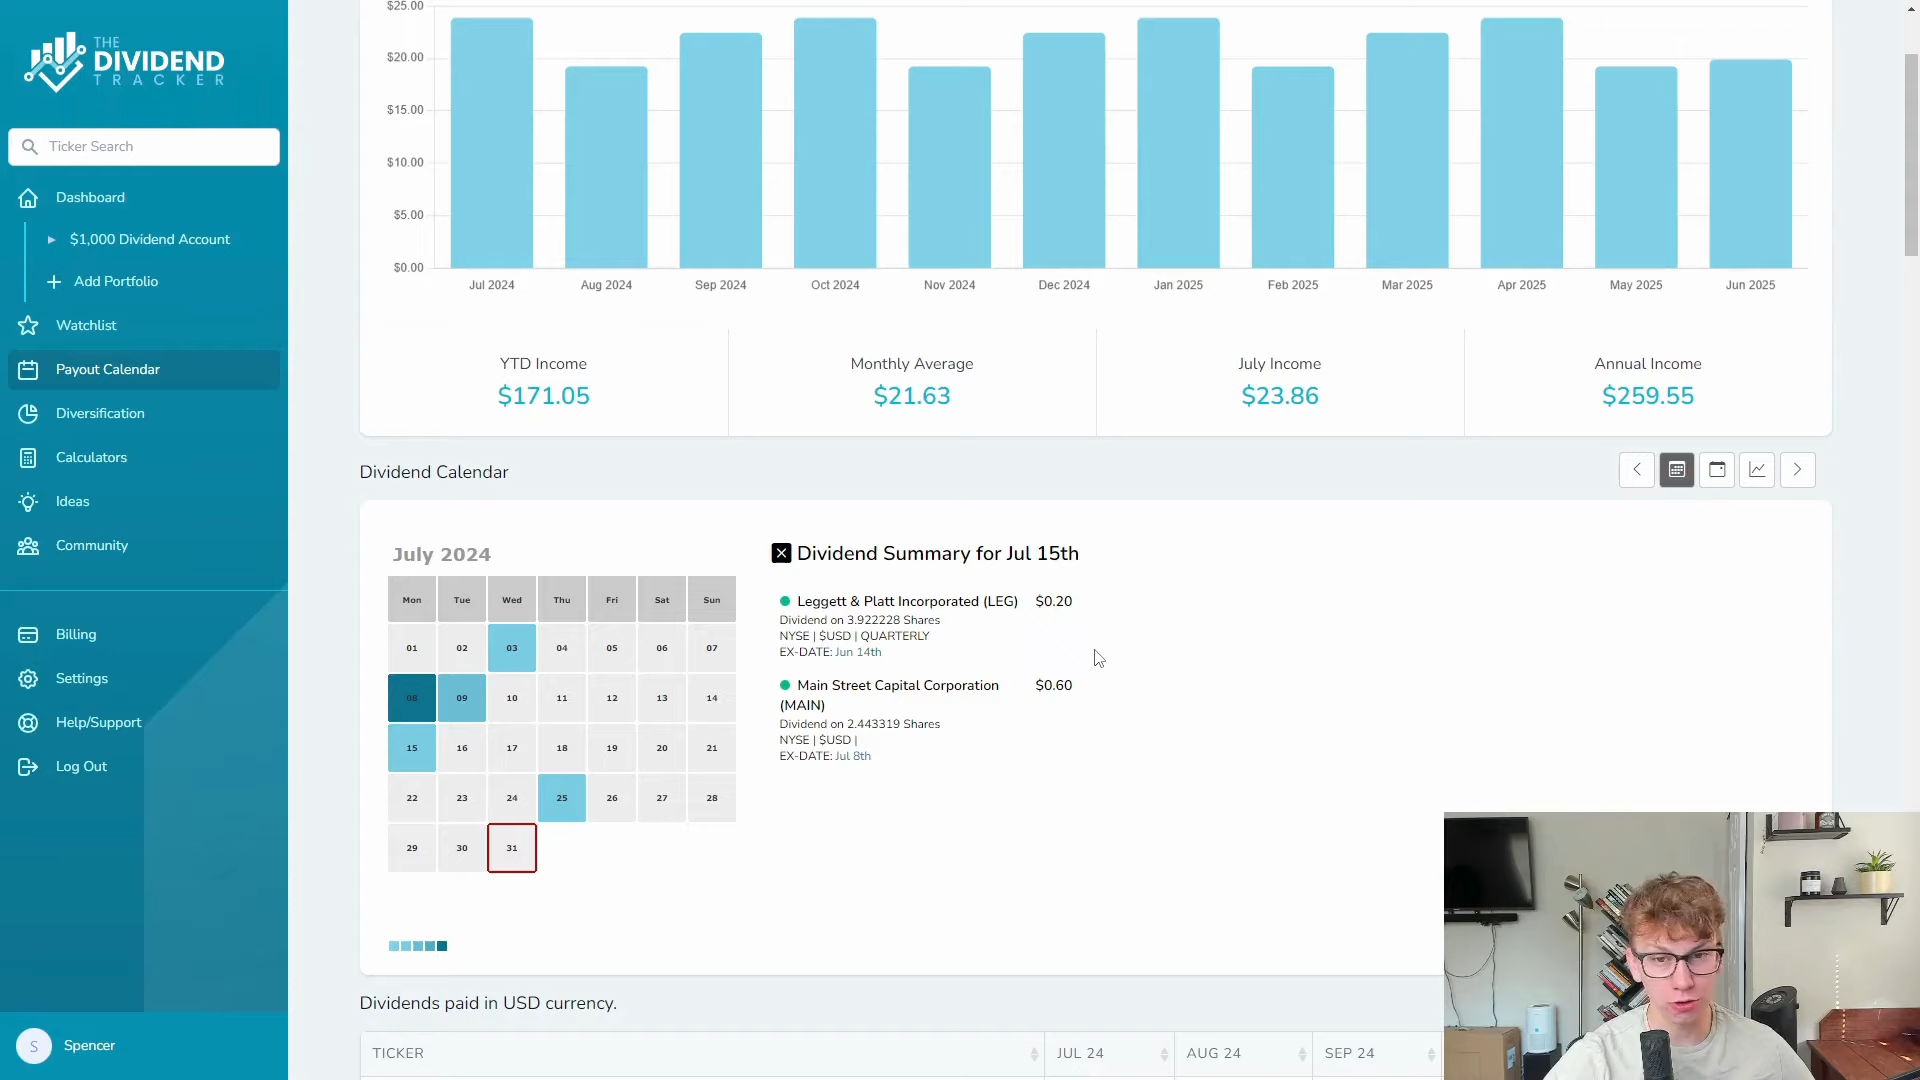 THE
DIVIDEND
TRACKER
Ticker Search
Dashboard
$1,000 Dividend Account
Add Portfolio
Watchlist
Payout Calendar
Diversification
Calculators
Ideas
Community
Billing
Settings
Help/Support
Log Out
S
Spencer
$25.00
$20.00
$15.00
$10.00
$5.00
$0.00
Jul 2024
Aug 2024
Sep 2024
Oct 2024
Nov 2024
Dec 2024
Jan 2025
Feb 2025
Mar 2025
Apr 2025
May 2025
Jun 2025
YTD Income
$171.05
Monthly Average
$21.63
July Income
$23.86
Annual Income
$259.55
Dividend Calendar
July 2024
Mon Tue Wed Thu Fri Sat Sun
01 02 03 04 05 06 07
08 09 10 11 12 13 14
15 16 17 18 19 20 21
22 23 24 25 26 27 28
29 30 31
Dividend Summary for Jul 15th
Leggett & Platt Incorporated (LEG) $0.20
Dividend on 3.922228 Shares
NYSE | $USD | QUARTERLY
EX-DATE: Jun 14th
Main Street Capital Corporation $0.60
(MAIN)
Dividend on 2.443319 Shares
NYSE | $USD |
EX-DATE: Jul 8th
Dividends paid in USD currency.
TICKER JUL 24 AUG 24 SEP 24